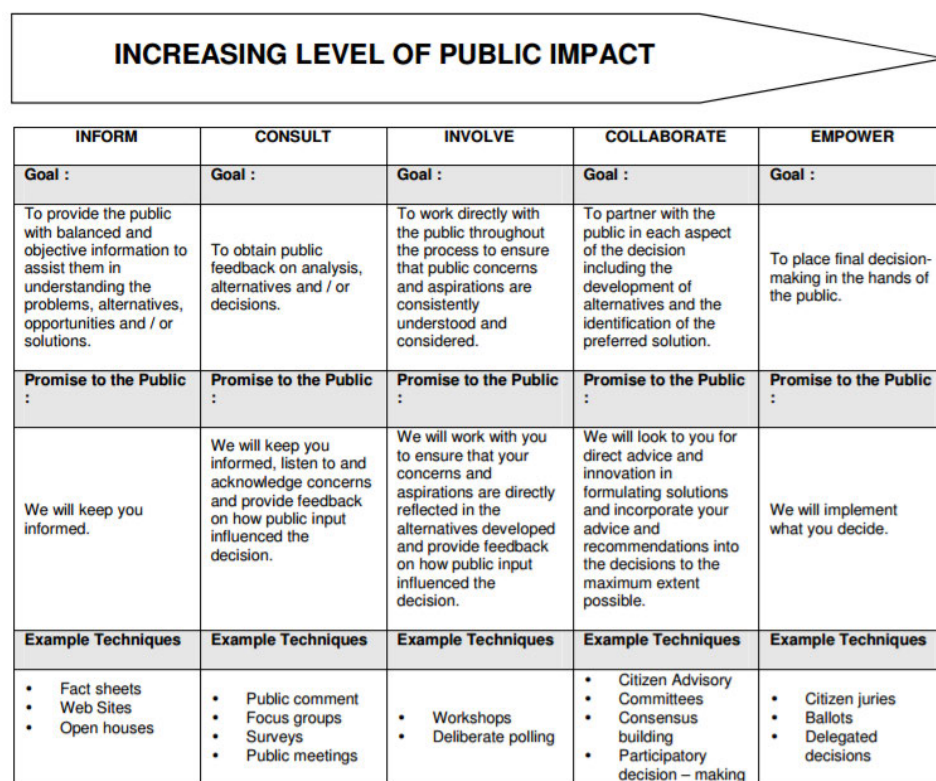 INCREASING LEVEL OF PUBLIC IMPACT
INFORM
CONSULT
INVOLVE
COLLABORATE
EMPOWER
Goal :
Goal :
Goal :
Goal :
Goal :
To provide the public
with balanced and
objective information to
assist them in
understanding the
problems, alternatives,
opportunities and / or
solutions.
To obtain public
feedback on analysis,
alternatives and / or
decisions.
To work directly with
the public throughout
the process to ensure
that public concerns
and aspirations are
consistently
understood and
considered.
To partner with the
public in each aspect
of the decision
including the
development of
alternatives and the
identification of the
preferred solution.
To place final decision-
making in the hands of
the public.
Promise to the Public
:
Promise to the Public
:
Promise to the Public
:
Promise to the Public
:
Promise to the Public
:
We will keep you
informed.
We will keep you
informed, listen to and
acknowledge concerns
and provide feedback
on how public input
influenced the
decision.
We will work with you
to ensure that your
concerns and
aspirations are directly
reflected in the
alternatives developed
and provide feedback
on how public input
influenced the
decision.
We will look to you for
direct advice and
innovation in
formulating solutions
and incorporate your
advice and
recommendations into
the decisions to the
maximum extent
possible.
We will implement
what you decide.
Example Techniques
Example Techniques
Example Techniques
Example Techniques
Example Techniques
• Fact sheets
• Web Sites
• Open houses
• Public comment
• Focus groups
• Surveys
• Public meetings
• Workshops
• Deliberate polling
• Citizen Advisory
• Committees
• Consensus
building
• Participatory
decision – making
• Citizen juries
• Ballots
• Delegated
decisions